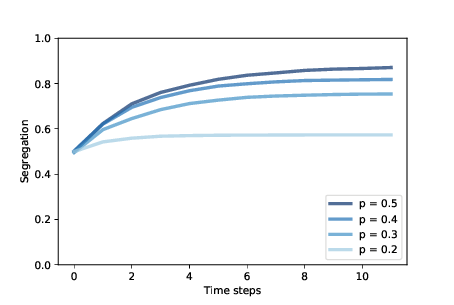 1.0
0.8
0.6
0.4
0.2
0.0
Segregation
0 2 4 6 8 10
Time steps
p = 0.5
p = 0.4
p = 0.3
p = 0.2